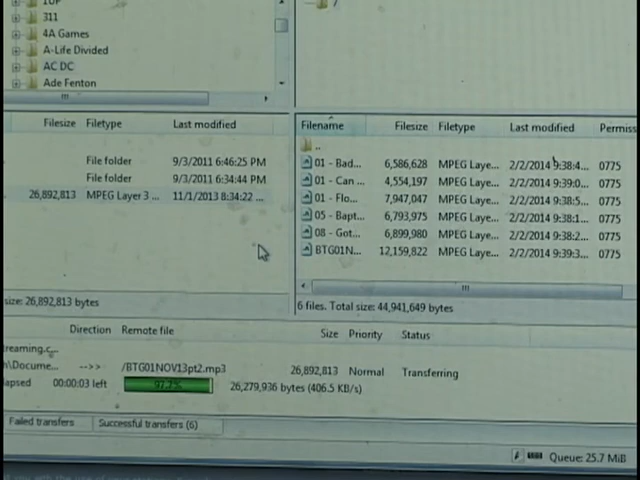 311
4A Games
A-Life Divided
AC DC
Ade Fenton
Filesize Filetype Last modified
File folder 9/3/2011 6:46:25 PM
File folder 9/3/2011 6:34:44 PM
26,892,813 MPEG Layer 3 ... 11/1/2013 8:34:22 ...
size: 26,892,813 bytes
Filename Filesize Filetype Last modified Permiss
..
01 - Bad... 6,586,628 MPEG Laye... 2/2/2014 9:38:4... 0775
01 - Can ... 4,554,197 MPEG Laye... 2/2/2014 9:39:0... 0775
01 - Flo... 7,947,047 MPEG Laye... 2/2/2014 9:38:5... 0775
05 - Bapt... 6,793,975 MPEG Laye... 2/2/2014 9:38:1... 0775
08 - Got... 6,899,980 MPEG Laye... 2/2/2014 9:38:2... 0775
BTG01N... 12,159,822 MPEG Laye... 2/2/2014 9:39:3... 0775
6 files. Total size: 44,941,649 bytes
Direction Remote file Size Priority Status
treaming.c...
h\Docume... -->> /BTG01NOV13pt2.mp3 26,892,813 Normal Transferring
lapsed 00:00:03 left 97.7% 26,279,936 bytes (406.5 KB/s)
Failed transfers Successful transfers (6)
Queue: 25.7 MiB